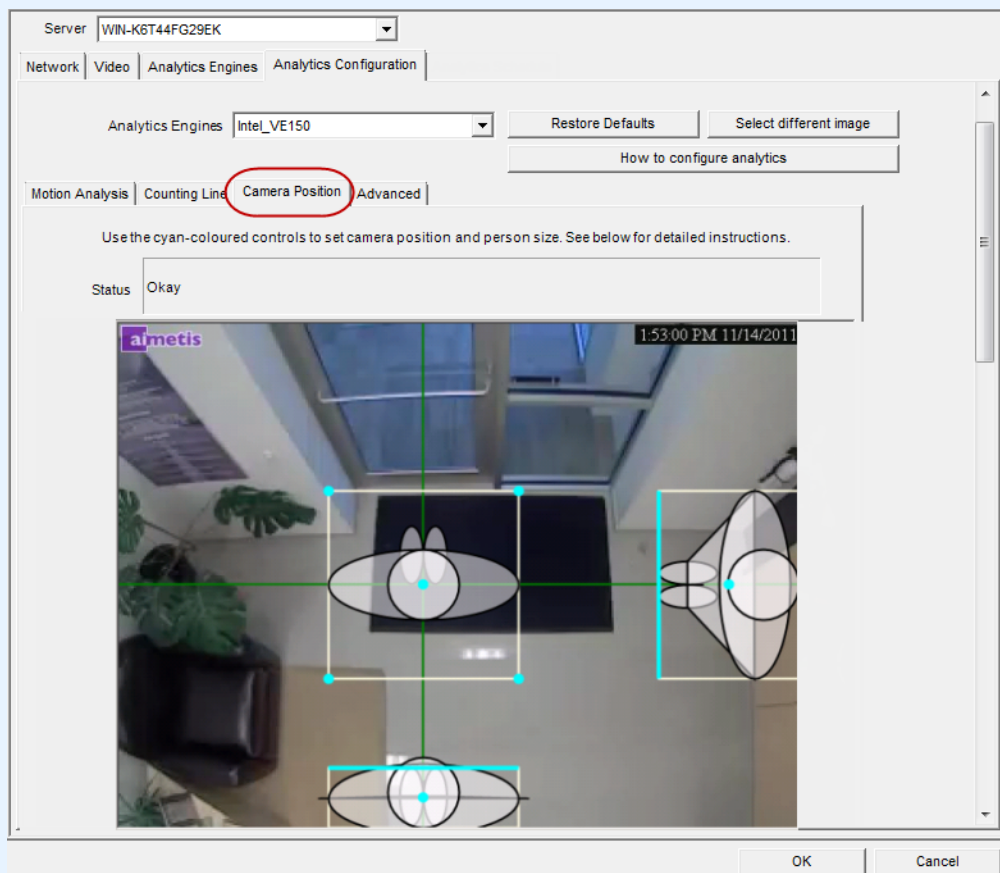 Server WIN-K6T44FG29EK
Network Video Analytics Engines Analytics Configuration
Analytics Engines Intel_VE150 Restore Defaults Select different image
How to configure analytics
Motion Analysis Counting Line Camera Position Advanced
Use the cyan-coloured controls to set camera position and person size. See below for detailed instructions.
Status Okay
aimetis 1:53:00 PM 11/14/2011
OK Cancel